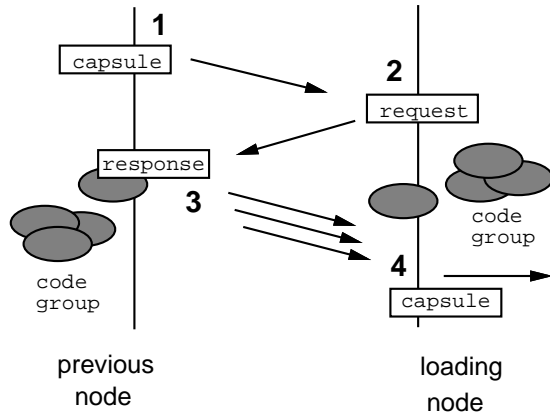 1
capsule
2
request
response
3
code
group
code
group
4
capsule
previous
node
loading
node